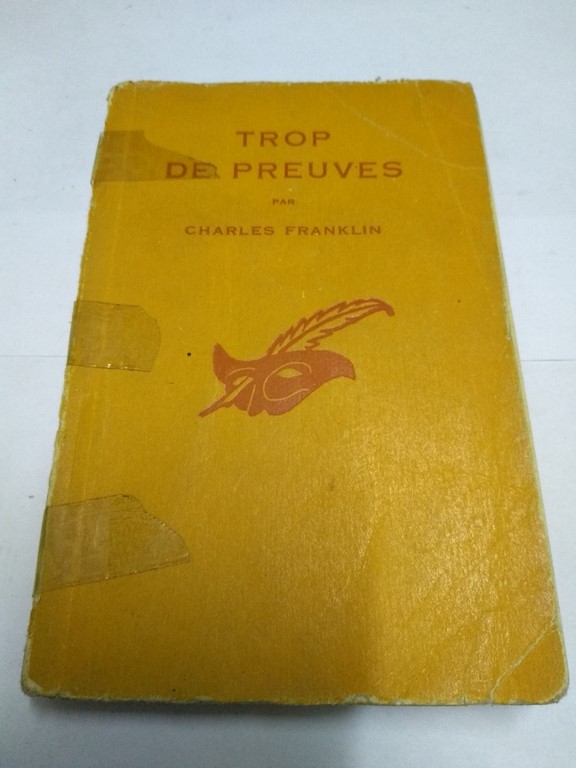 TROP
DE PREUVES
PAR
CHARLES FRANKLIN